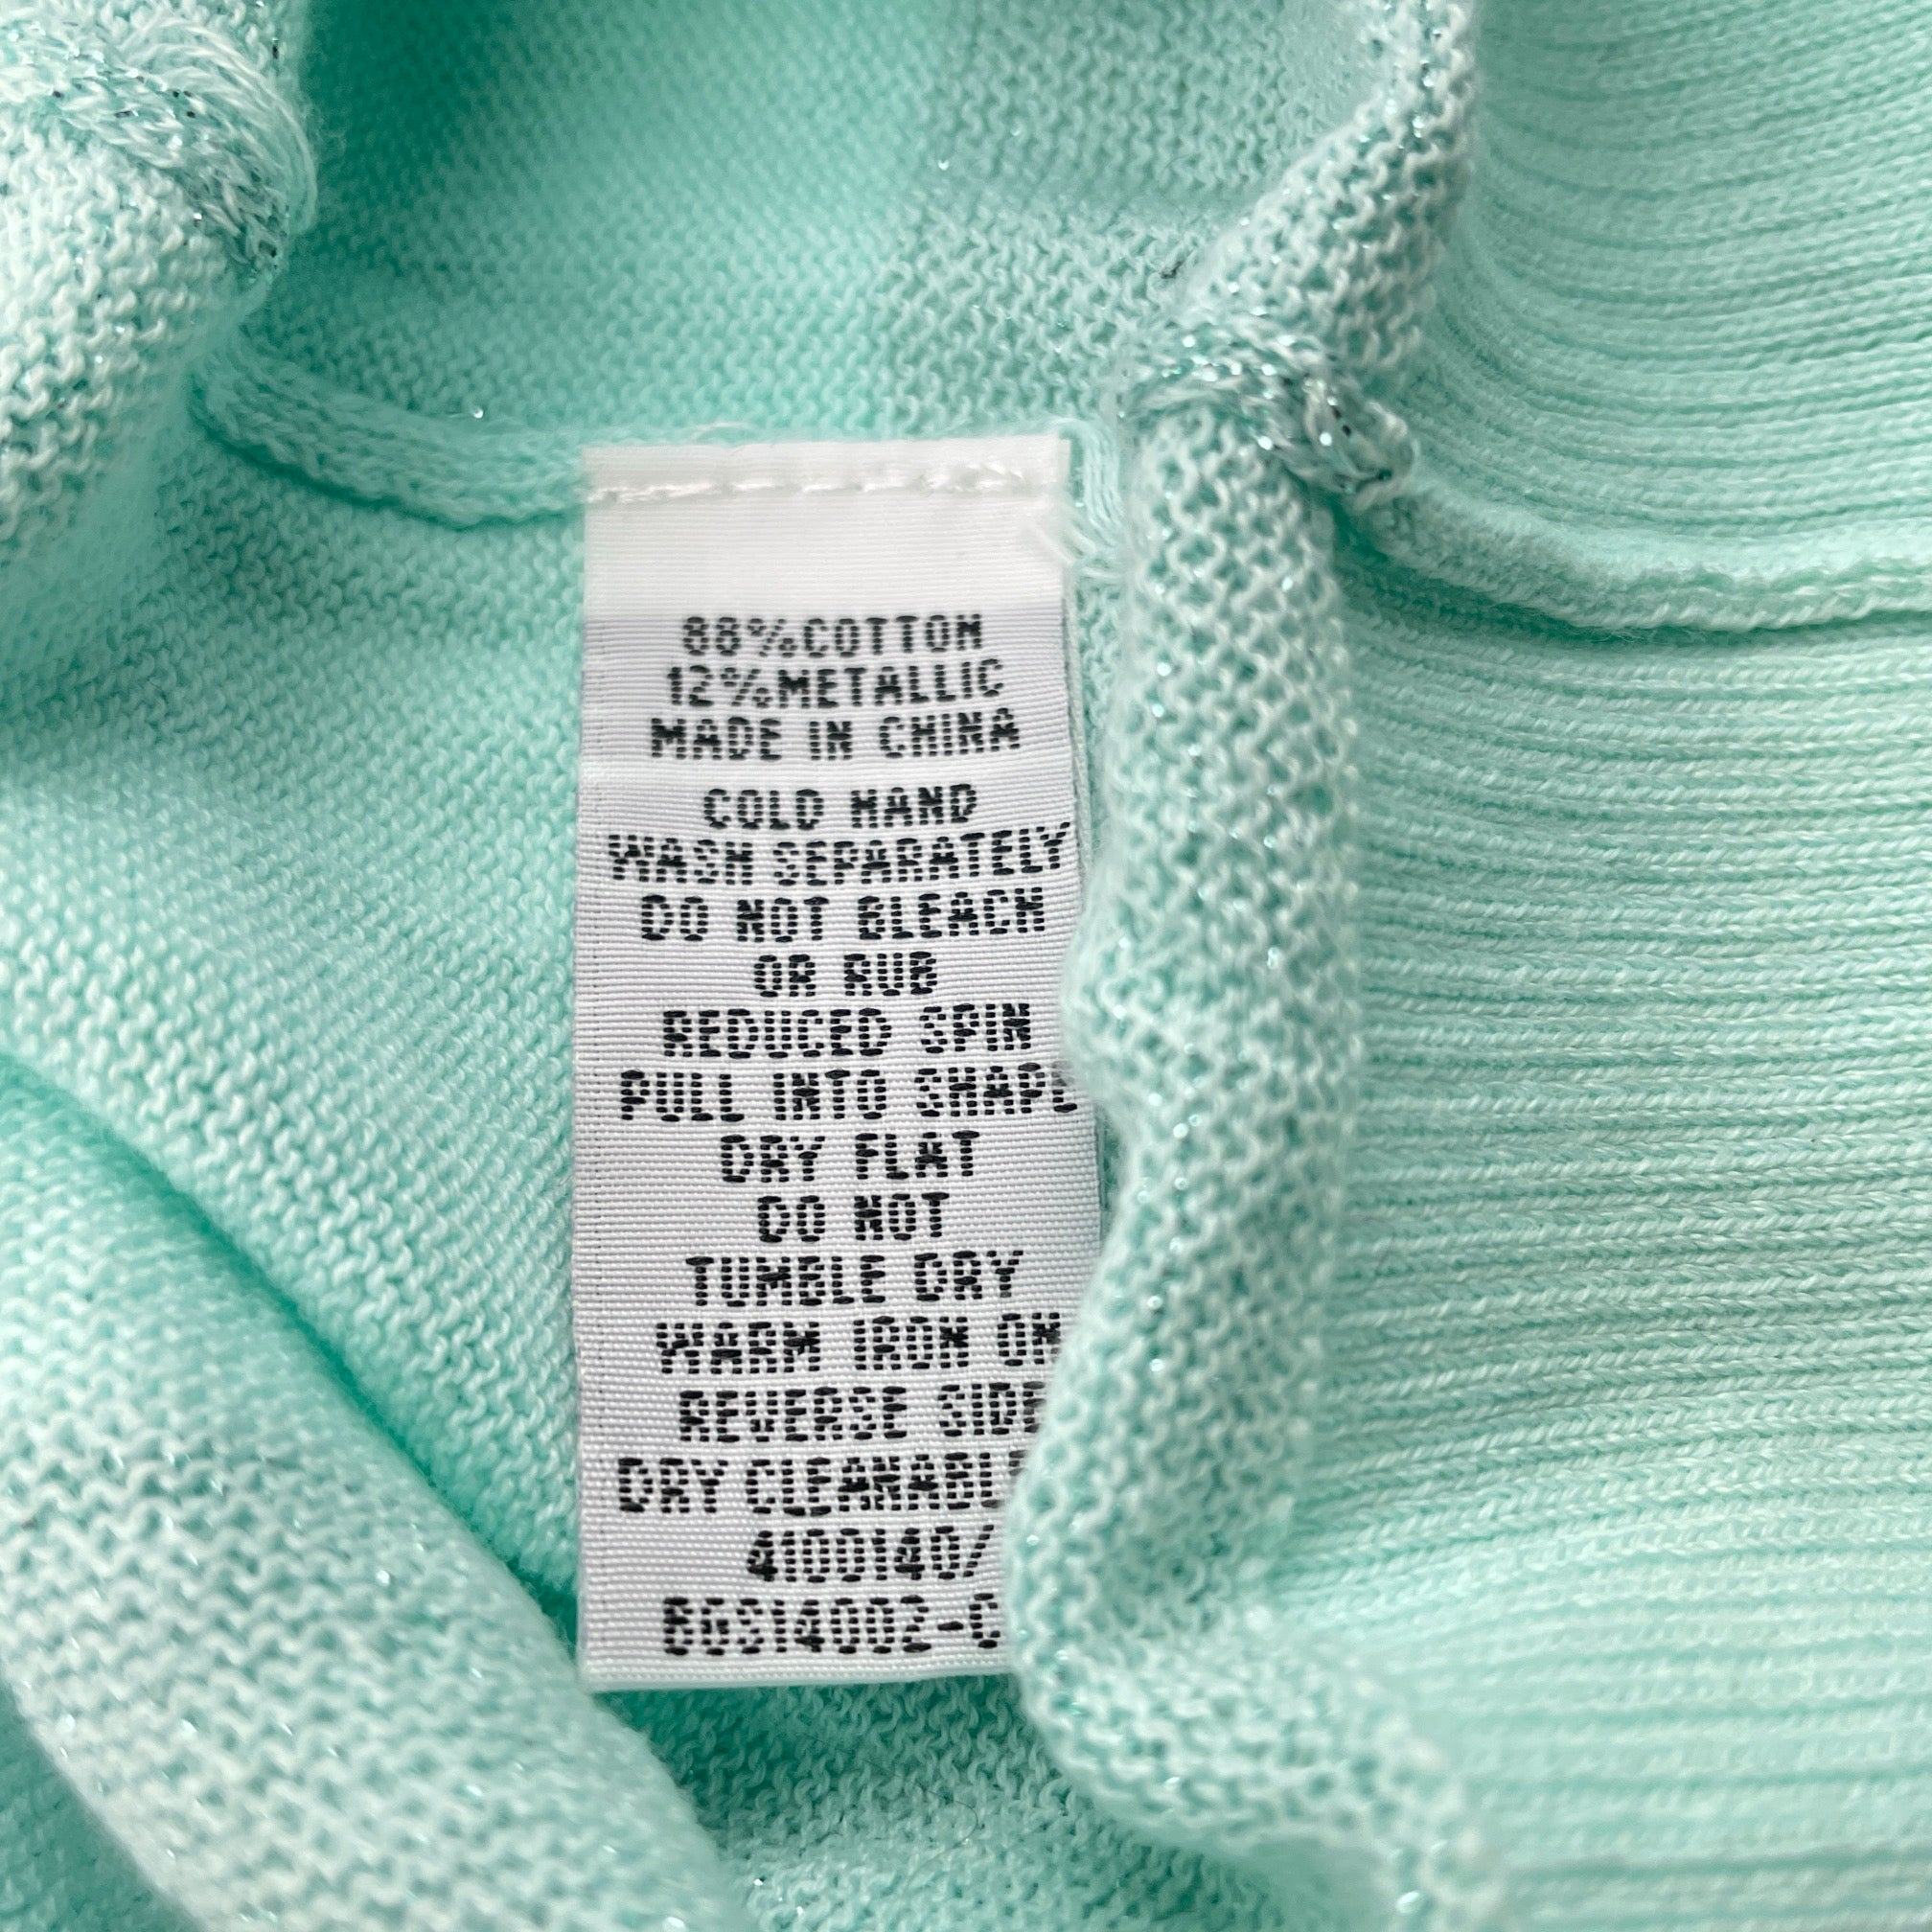 88%COTTON
12%METALLIC
MADE IN CHINA
COLD HAND
WASH SEPARATELY
DO NOT BLEACH
OR RUB
REDUCED SPIN
PULL INTO SHAPE
DRY FLAT
DO NOT
TUMBLE DRY
WARM IRON ON
REVERSE SIDE
DRY CLEANABLE
4100140/